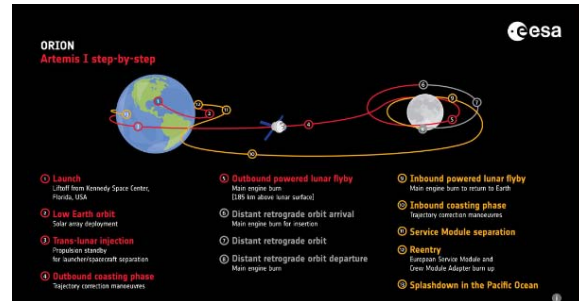 esa
ORION
Artemis I step-by-step
1 Launch
Liftoff from Kennedy Space Center,
Florida, USA
2 Low Earth orbit
Solar array deployment
3 Trans-lunar injection
Propulsion standby
for launcher/spacecraft separation
4 Outbound coasting phase
Trajectory correction manoeuvres
5 Outbound powered lunar flyby
Main engine burn
[185 km above lunar surface]
6 Distant retrograde orbit arrival
Main engine burn for insertion
7 Distant retrograde orbit
8 Distant retrograde orbit departure
Main engine burn
9 Inbound powered lunar flyby
Main engine burn to return to Earth
10 Inbound coasting phase
Trajectory correction manoeuvres
11 Service Module separation
12 Reentry
European Service Module and
Crew Module Adapter burn up
13 Splashdown in the Pacific Ocean